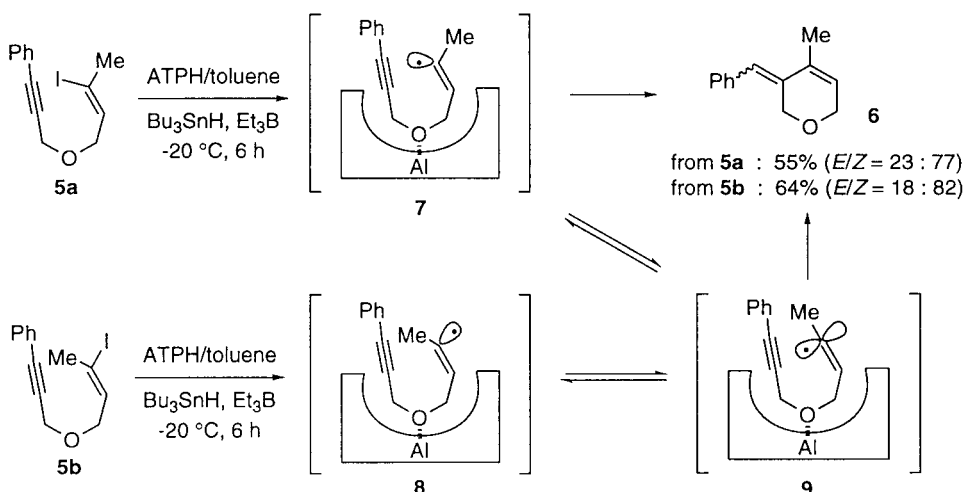 Ph
I
Me
O
5a
ATPH/toluene
Bu3SnH, Et3B
-20 °C, 6 h
Ph
Me
O
Al
7
Me
Ph
O
6
from 5a : 55% (E/Z = 23 : 77)
from 5b : 64% (E/Z = 18 : 82)
Ph
Me
I
O
5b
ATPH/toluene
Bu3SnH, Et3B
-20 °C, 6 h
Ph
Me
O
Al
8
Ph
Me
O
Al
9